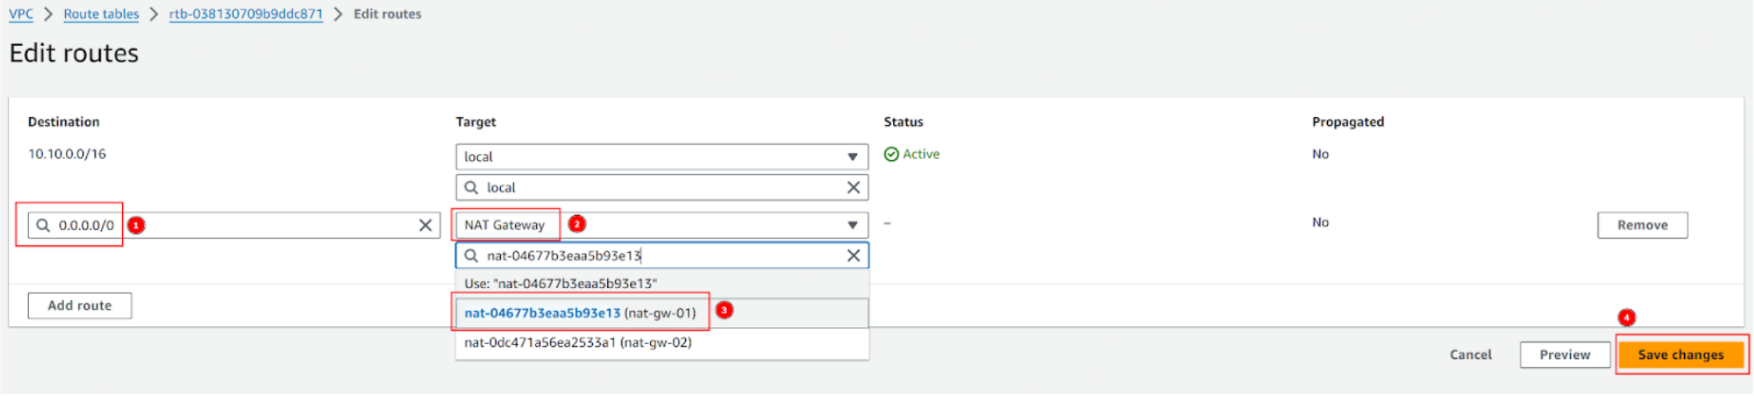 VPC > Route tables > rtb-038130709b9ddc871 > Edit routes
Edit routes
Destination Target Status Propagated
10.10.0.0/16 local Active No
local
0.0.0.0/0 1 NAT Gateway 2 – No Remove
nat-04677b3eaa5b93e13
Use: "nat-04677b3eaa5b93e13"
Add route nat-04677b3eaa5b93e13 (nat-gw-01) 3
4
nat-0dc471a56ea2533a1 (nat-gw-02)
Cancel Preview Save changes